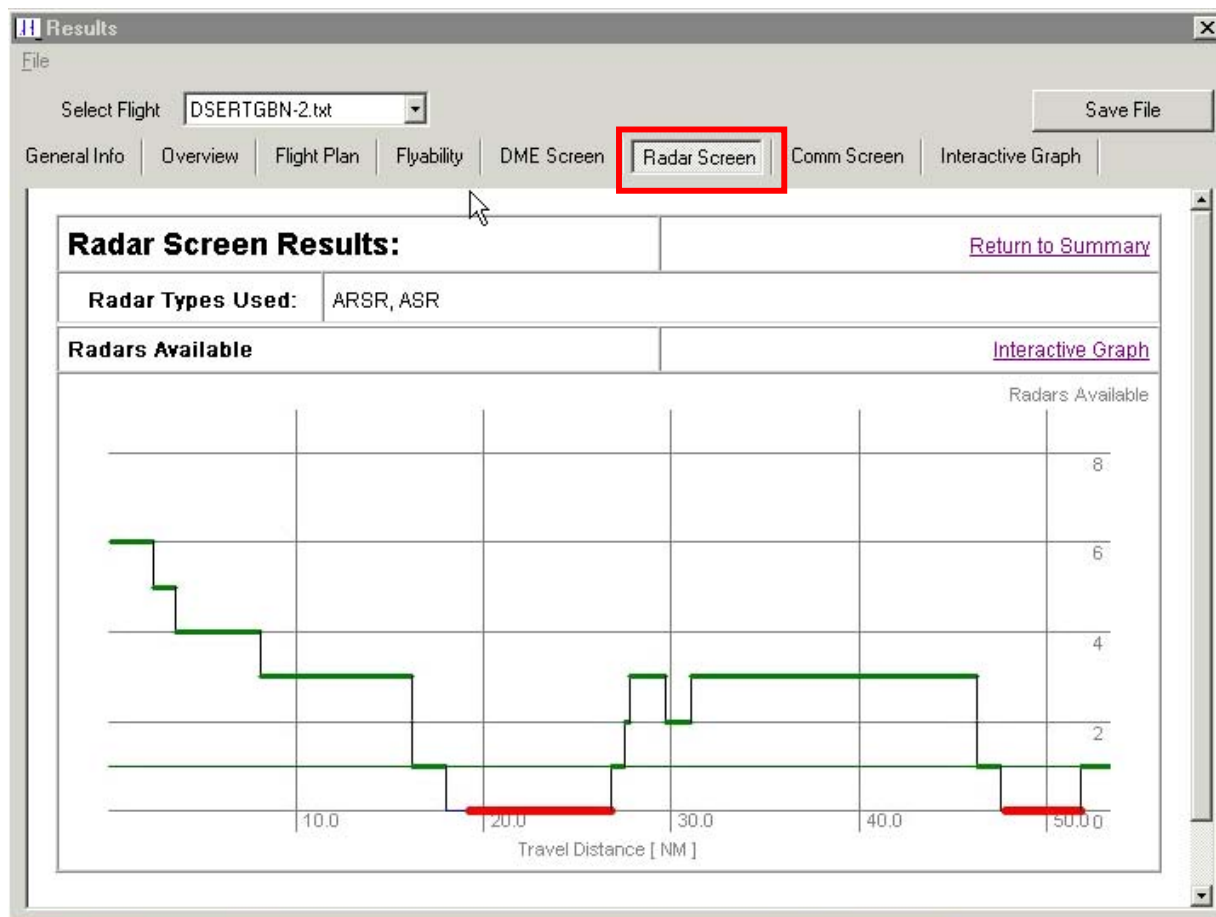 Results
File
Select Flight DSERTGBN-2.txt Save File
General Info Overview Flight Plan Flyability DME Screen Radar Screen Comm Screen Interactive Graph
Radar Screen Results: Return to Summary
Radar Types Used: ARSR, ASR
Radars Available Interactive Graph
Radars Available
8
6
4
2
10.0 20.0 30.0 40.0 50.0 0
Travel Distance [ NM ]